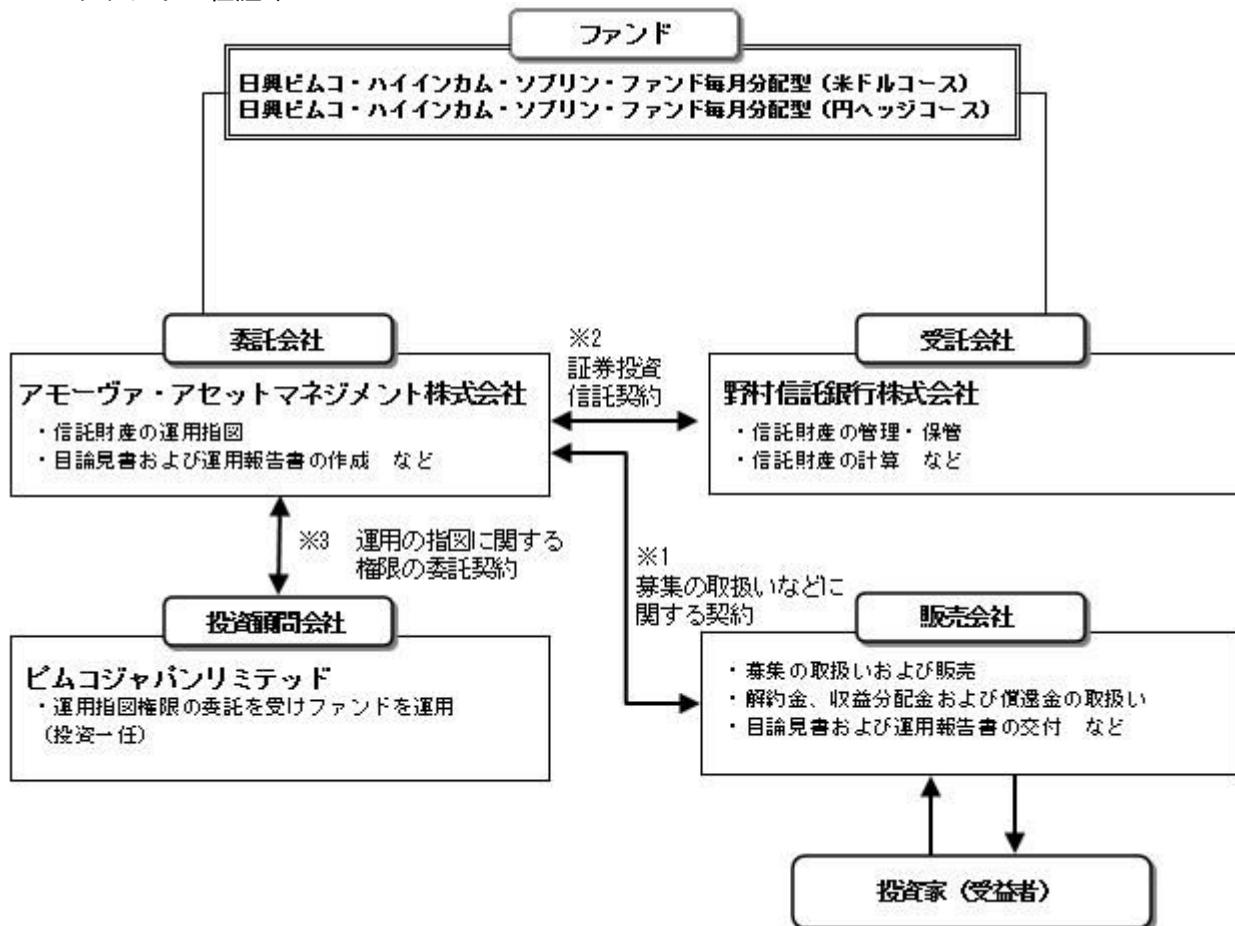 ファンド
日興ピムコ・ハイインカム・ソブリン・ファンド毎月分配型（米ドルコース）
日興ピムコ・ハイインカム・ソブリン・ファンド毎月分配型（円ヘッジコース）
委託会社
アモーヴァ・アセットマネジメント株式会社
・信託財産の運用指図
・目論見書および運用報告書の作成　など
※2
証券投資
信託契約
受託会社
野村信託銀行株式会社
・信託財産の管理・保管
・信託財産の計算　など
※3　運用の指図に関する
権限の委託契約
※1
募集の取扱いなどに
関する契約
投資顧問会社
ピムコジャパンリミテッド
・運用指図権限の委託を受けファンドを運用
（投資一任）
販売会社
・募集の取扱いおよび販売
・解約金、収益分配金および償還金の取扱い
・目論見書および運用報告書の交付　など
投資家（受益者）